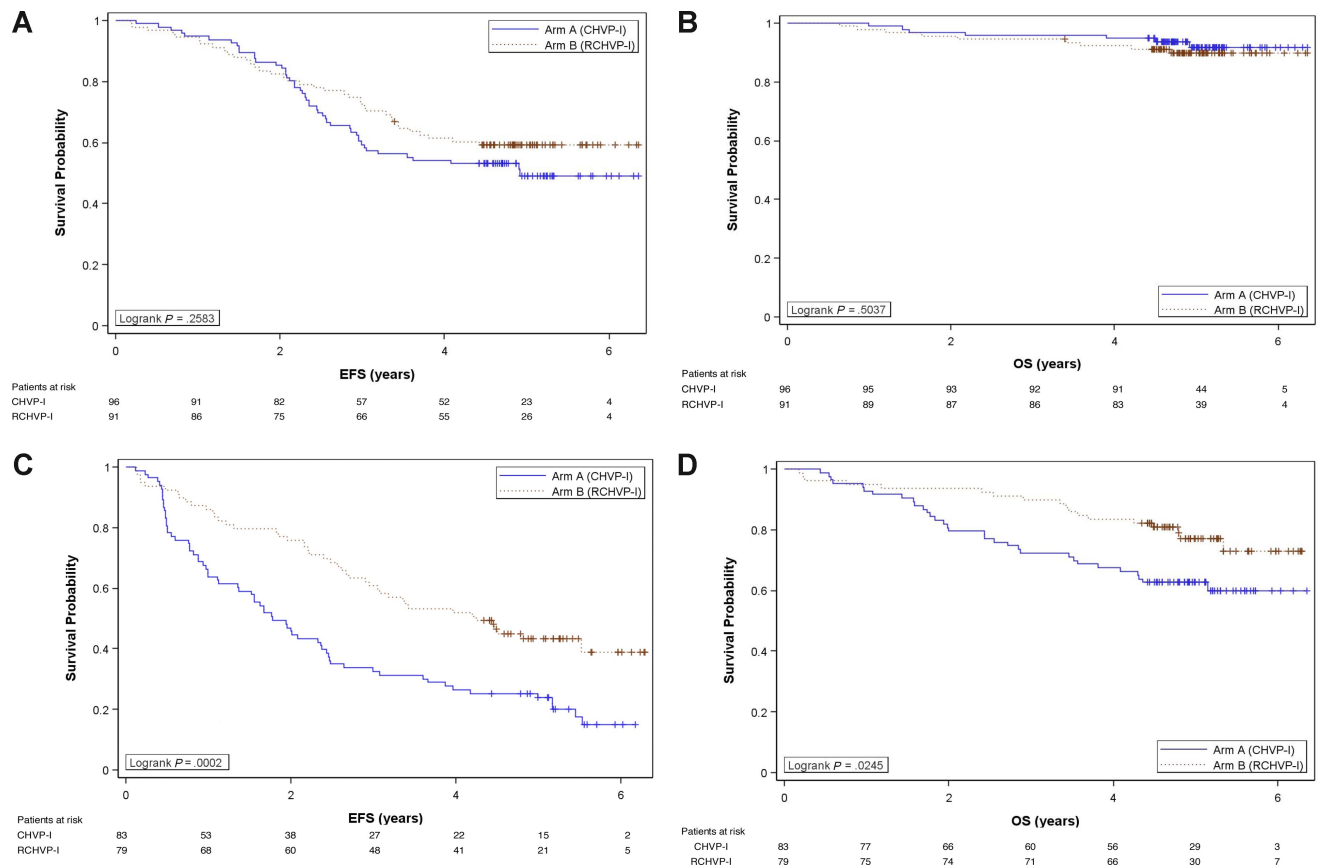 A
Survival Probability
1
0.8
0.6
0.4
0.2
0
Arm A (CHVP-I)
Arm B (RCHVP-I)
Logrank P = .2583
0 2 4 6
EFS (years)
Patients at risk
CHVP-I 96 91 82 57 52 23 4
RCHVP-I 91 86 75 66 55 26 4
B
Survival Probability
1
0.8
0.6
0.4
0.2
0
Arm A (CHVP-I)
Arm B (RCHVP-I)
Logrank P = .5037
0 2 4 6
OS (years)
Patients at risk
CHVP-I 96 95 93 92 91 44 5
RCHVP-I 91 89 87 86 83 39 4
C
Survival Probability
1
0.8
0.6
0.4
0.2
0
Arm A (CHVP-I)
Arm B (RCHVP-I)
Logrank P = .0002
0 2 4 6
EFS (years)
Patients at risk
CHVP-I 83 53 38 27 22 15 2
RCHVP-I 79 68 60 48 41 21 5
D
Survival Probability
1
0.8
0.6
0.4
0.2
0
Arm A (CHVP-I)
Arm B (RCHVP-I)
Logrank P = .0245
0 2 4 6
OS (years)
Patients at risk
CHVP-I 83 77 66 60 56 29 3
RCHVP-I 79 75 74 71 66 30 7